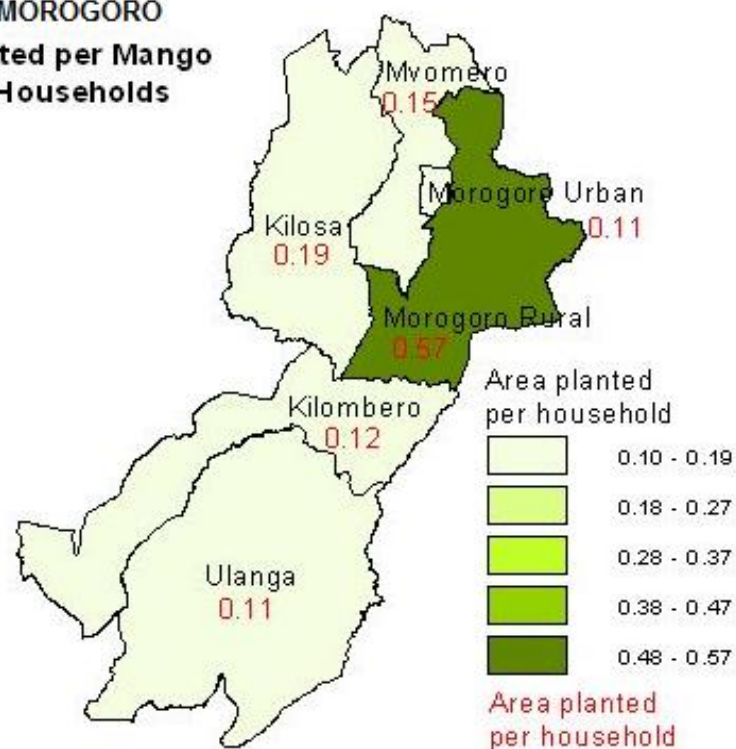 MOROGORO
ted per Mango
Households
Mvomero
0.15
Morogoro Urban
0.11
Kilosa
0.19
Morogoro Rural
0.57
Kilombero
0.12
Ulanga
0.11
Area planted
per household
0.10 - 0.19
0.18 - 0.27
0.28 - 0.37
0.38 - 0.47
0.48 - 0.57
Area planted
per household